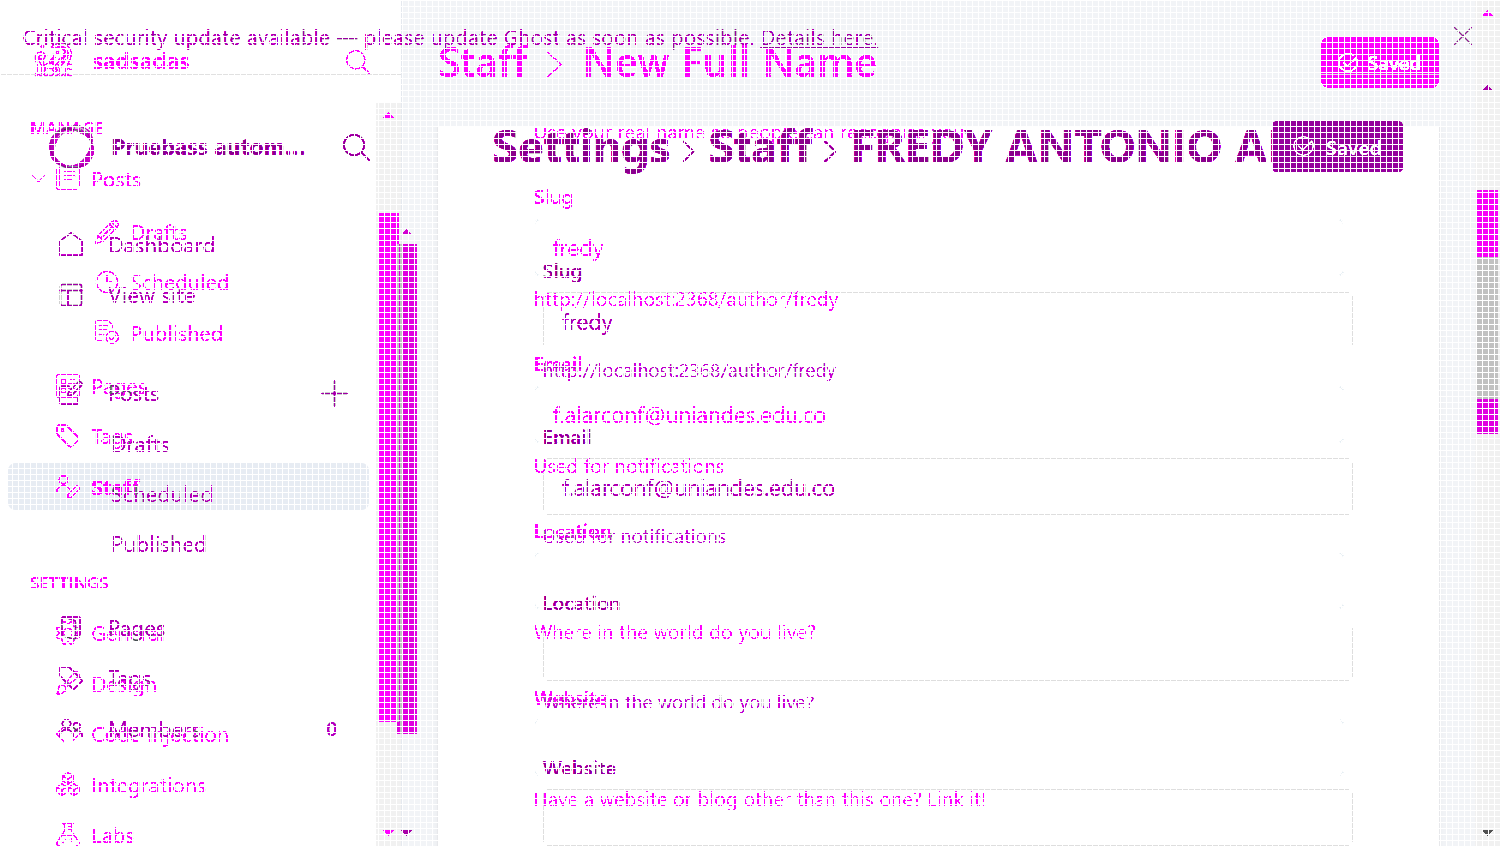 Critical security update available — please update Ghost as soon as possible. Details here.
sadsadas
Staff › New Full Name
Saved
MANAGE
Use your real name so people can recognise you
Pruebass autom...
Settings › Staff › FREDY ANTONIO A
Saved
Posts
Slug
Drafts
Dashboard
fredy
Slug
Scheduled
View site
http://localhost:2368/author/fredy
fredy
Published
Email
http://localhost:2368/author/fredy
Pages
Posts
f.alarconf@uniandes.edu.co
Tags
Drafts
Email
Used for notifications
Staff
Scheduled
f.alarconf@uniandes.edu.co
Location
Used for notifications
Published
SETTINGS
Location
General
Pages
Where in the world do you live?
Design
Tags
Website
Where in the world do you live?
Code injection
Members
0
Website
Integrations
Have a website or blog other than this one? Link it!
Labs